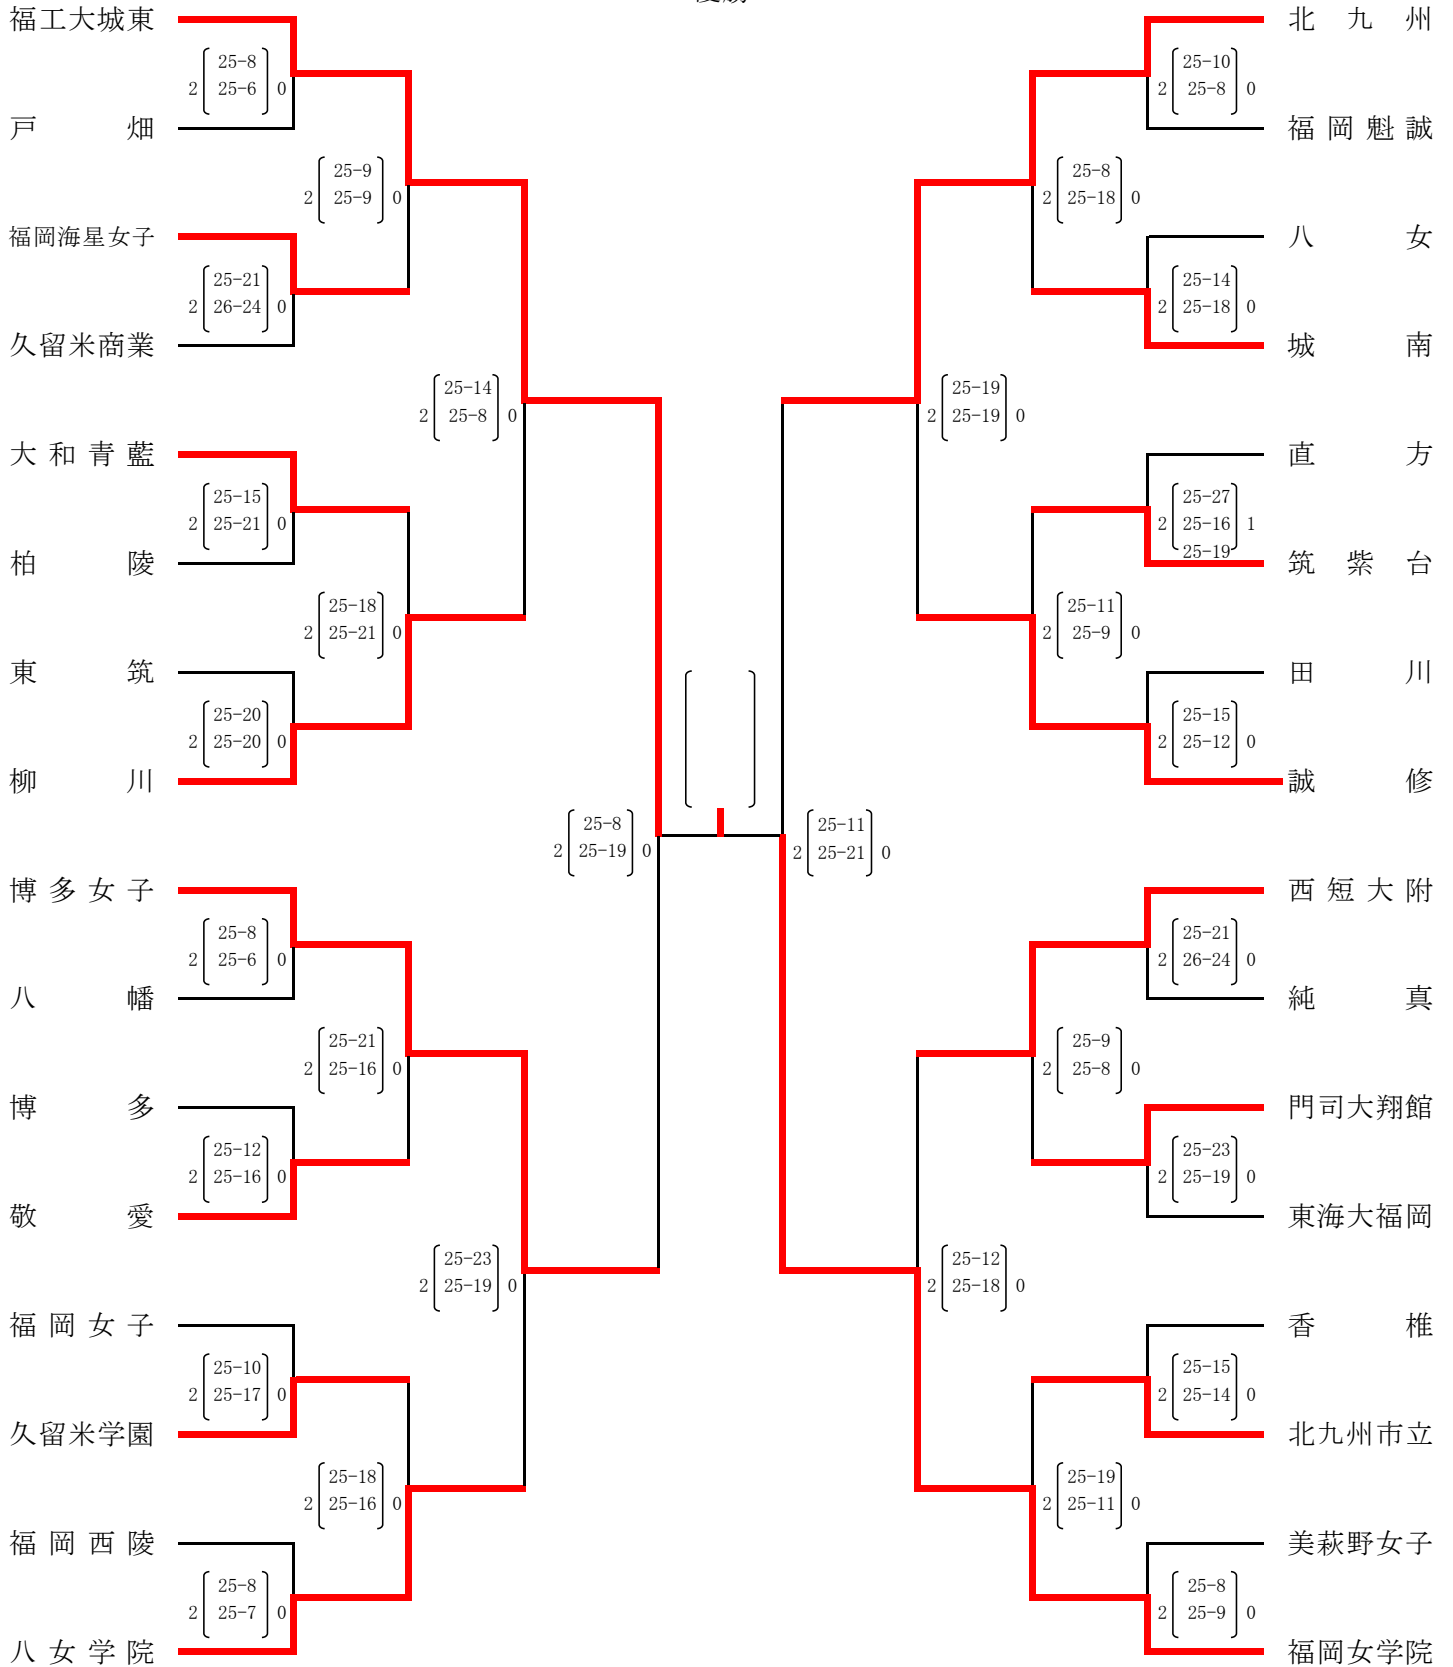 福工大城東
25-8
2 25-6 0
戸畑
25-9
2 25-9 0
福岡海星女子
25-21
2 26-24 0
久留米商業
25-14
2 25-8 0
大和青藍
25-15
2 25-21 0
柏陵
25-18
2 25-21 0
東筑
25-20
2 25-20 0
柳川
25-8
2 25-19 0
博多女子
25-8
2 25-6 0
八幡
25-21
2 25-16 0
博多
25-12
2 25-16 0
敬愛
25-23
2 25-19 0
福岡女子
25-10
2 25-17 0
久留米学園
25-18
2 25-16 0
福岡西陵
25-8
2 25-7 0
八女学院
北九州
25-10
2 25-8 0
福岡魁誠
25-8
2 25-18 0
八女
25-14
2 25-18 0
城南
25-19
2 25-19 0
直方
25-27
2 25-16 1
25-19
筑紫台
25-11
2 25-9 0
田川
25-15
2 25-12 0
誠修
25-11
2 25-21 0
西短大附
25-21
2 26-24 0
純真
25-9
2 25-8 0
門司大翔館
25-23
2 25-19 0
東海大福岡
25-12
2 25-18 0
香椎
25-15
2 25-14 0
北九州市立
25-19
2 25-11 0
美萩野女子
25-8
2 25-9 0
福岡女学院